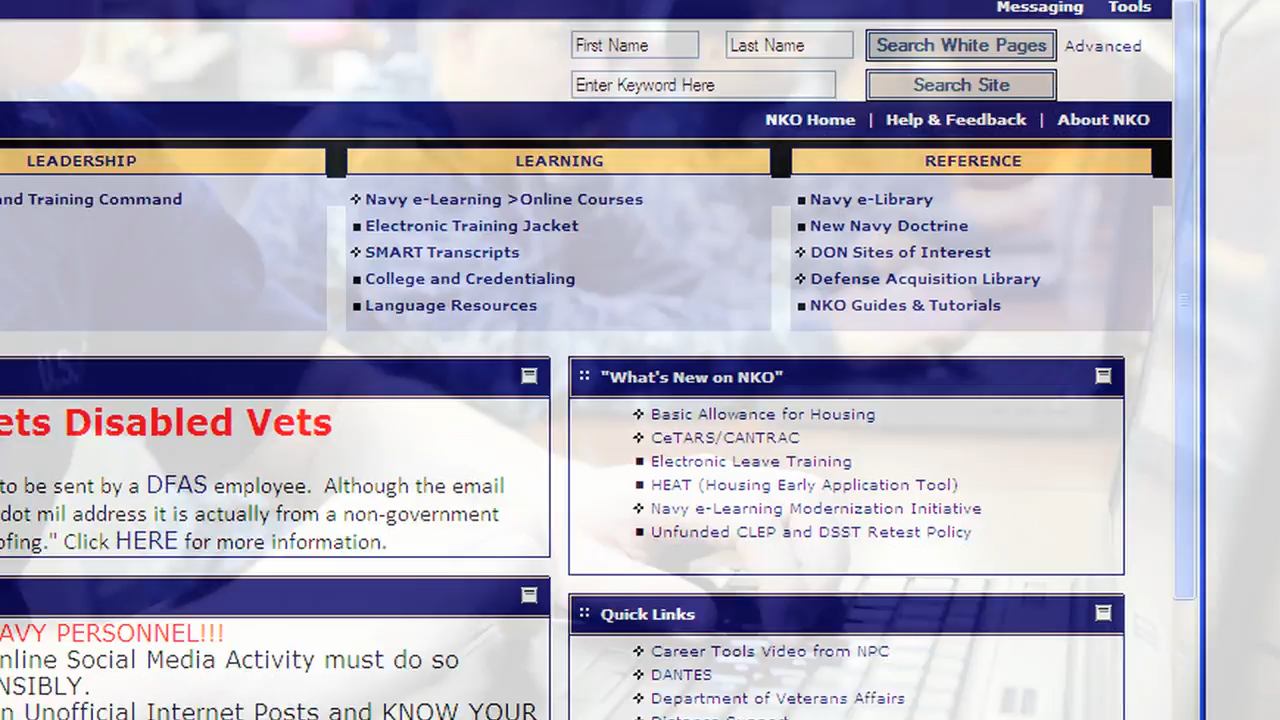 Messaging Tools
First Name Last Name Search White Pages Advanced
Enter Keyword Here Search Site
NKO Home | Help & Feedback | About NKO
LEADERSHIP LEARNING REFERENCE
and Training Command
Navy e-Learning >Online Courses
Electronic Training Jacket
SMART Transcripts
College and Credentialing
Language Resources
Navy e-Library
New Navy Doctrine
DON Sites of Interest
Defense Acquisition Library
NKO Guides & Tutorials
ets Disabled Vets
to be sent by a DFAS employee. Although the email
dot mil address it is actually from a non-government
ofing." Click HERE for more information.
"What's New on NKO"
Basic Allowance for Housing
CeTARS/CANTRAC
Electronic Leave Training
HEAT (Housing Early Application Tool)
Navy e-Learning Modernization Initiative
Unfunded CLEP and DSST Retest Policy
AVY PERSONNEL!!!
nline Social Media Activity must do so
NSIBLY.
n Unofficial Internet Posts and KNOW YOUR
Quick Links
Career Tools Video from NPC
DANTES
Department of Veterans Affairs
Distance Support
U.S.